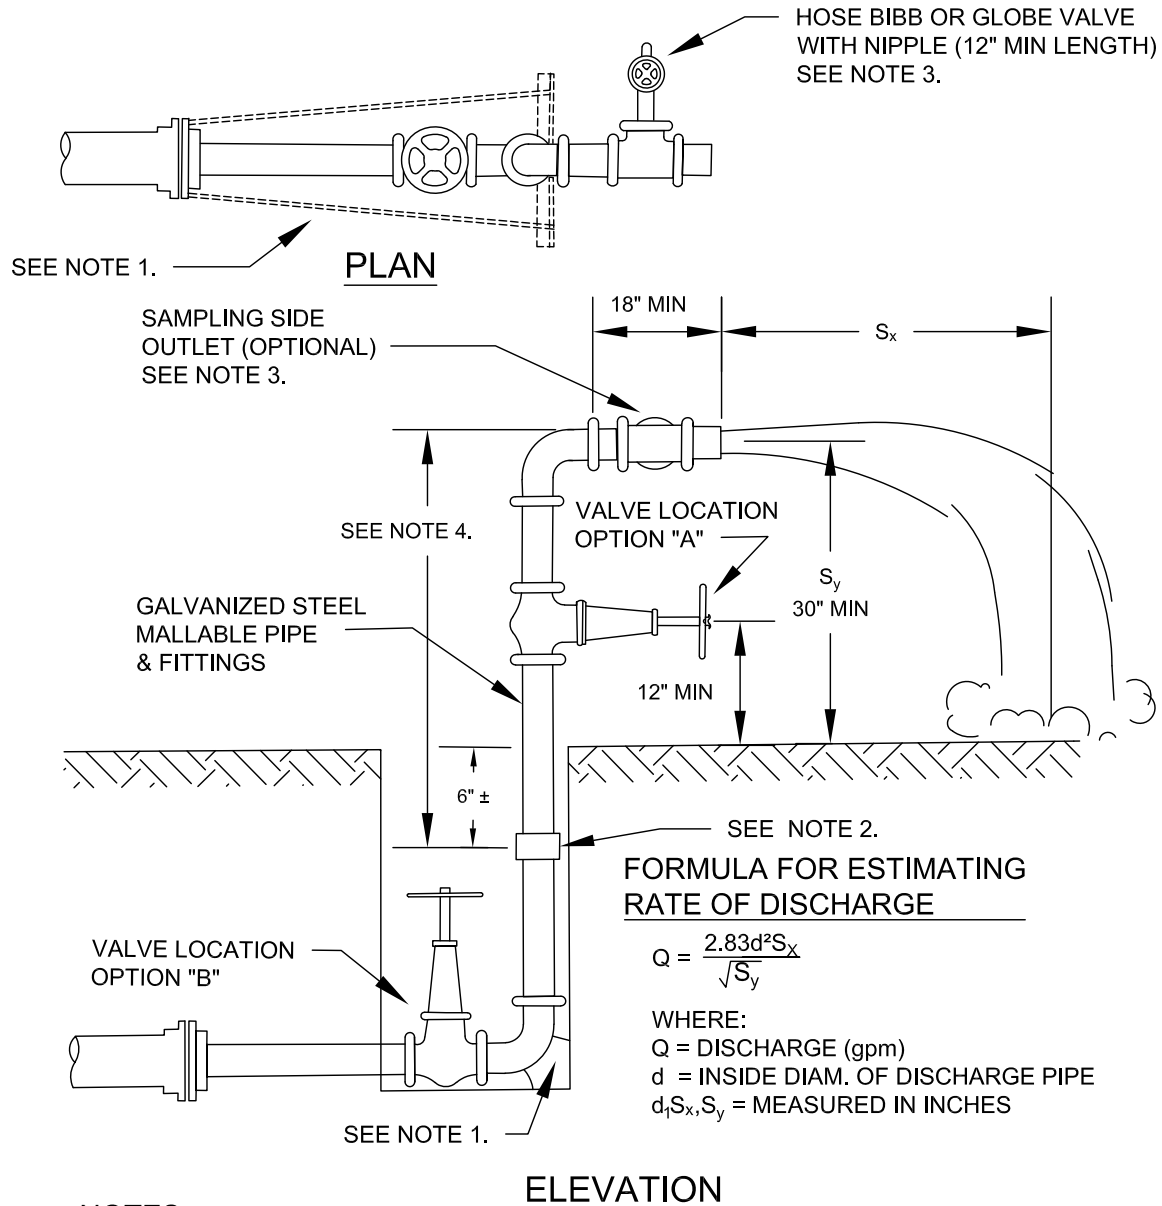 HOSE BIBB OR GLOBE VALVE
WITH NIPPLE (12" MIN LENGTH)
SEE NOTE 3.
SEE NOTE 1.
PLAN
18" MIN
Sₓ
SAMPLING SIDE
OUTLET (OPTIONAL)
SEE NOTE 3.
SEE NOTE 4.
VALVE LOCATION
OPTION "A"
Sy
30" MIN
GALVANIZED STEEL
MALLABLE PIPE
& FITTINGS
12" MIN
6" ±
SEE NOTE 2.
FORMULA FOR ESTIMATING
RATE OF DISCHARGE
Q = 2.83d²SX
√Sy
VALVE LOCATION
OPTION "B"
WHERE:
Q = DISCHARGE (gpm)
d = INSIDE DIAM. OF DISCHARGE PIPE
d₁Sₓ,Sy = MEASURED IN INCHES
SEE NOTE 1.
ELEVATION